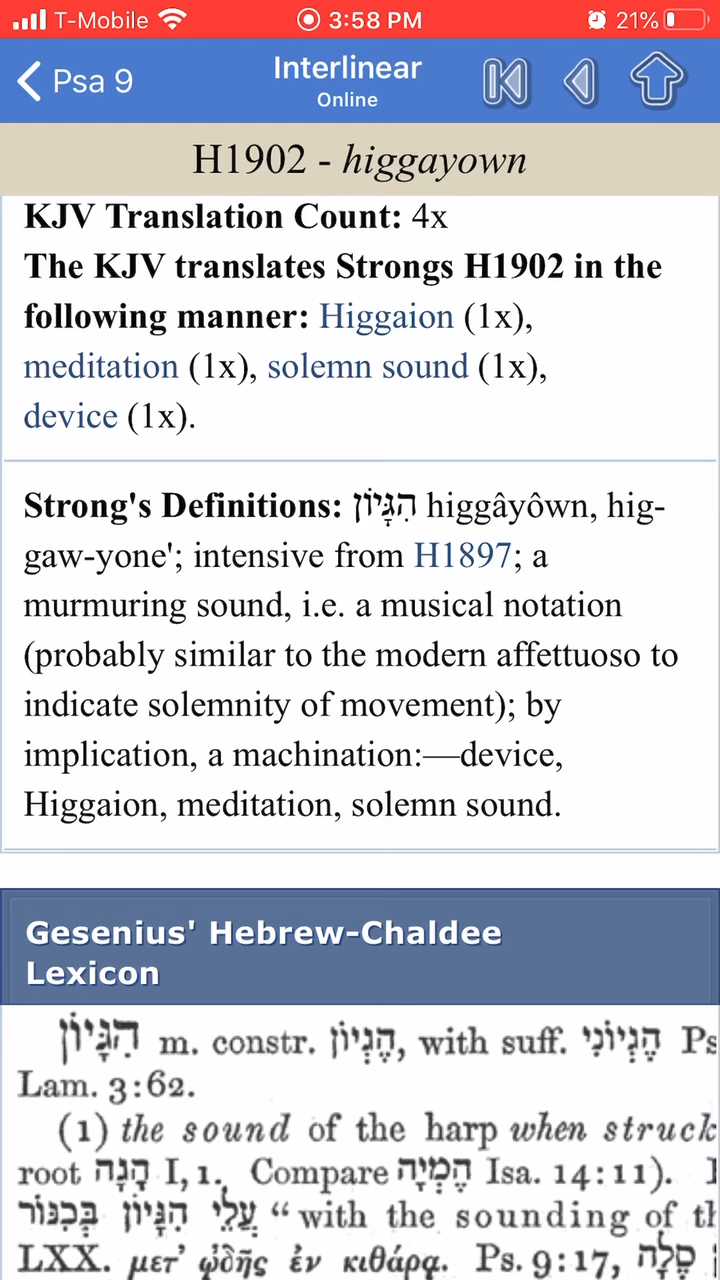 T-Mobile 3:58 PM 21%
Psa 9 Interlinear
Online
H1902 - higgayown
KJV Translation Count: 4x
The KJV translates Strongs H1902 in the
following manner: Higgaion (1x),
meditation (1x), solemn sound (1x),
device (1x).
Strong's Definitions: הִגָּיוֹן higgâyôwn, hig-
gaw-yone'; intensive from H1897; a
murmuring sound, i.e. a musical notation
(probably similar to the modern affettuoso to
indicate solemnity of movement); by
implication, a machination:—device,
Higgaion, meditation, solemn sound.
Gesenius' Hebrew-Chaldee
Lexicon
הִגָּיוֹן m. constr. הֶגְיוֹן, with suff. הֶגְיוֹנִי Ps
Lam. 3:62.
(1) the sound of the harp when struck
root הָגָה I, 1. Compare הֶמְיָה Isa. 14:11).
עֲלֵי הִגָּיוֹן בְּכִנּוֹר “with the sounding of
LXX. μετ’ ᾠδῆς ἐν κιθάρᾳ. Ps. 9:17, סֶלָה